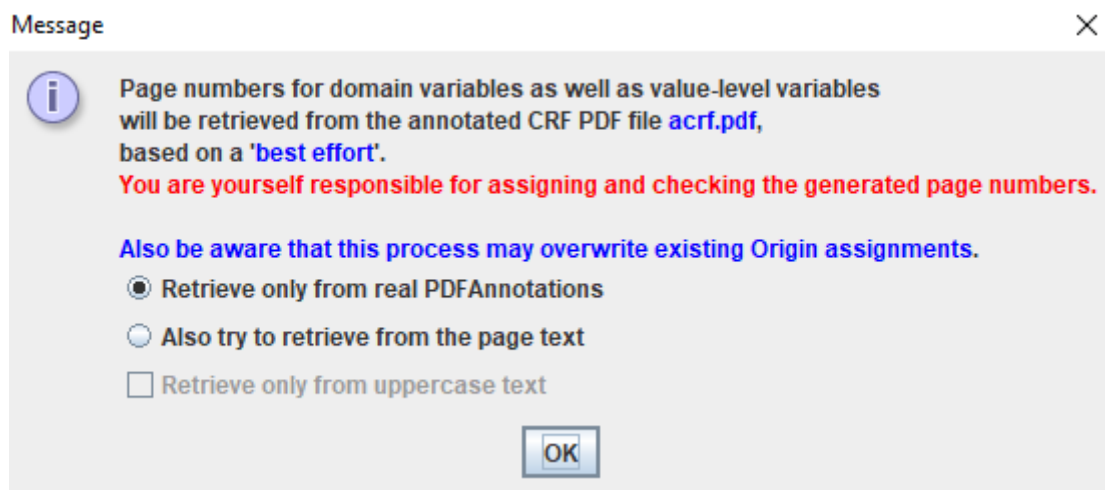 Message
Page numbers for domain variables as well as value-level variables
will be retrieved from the annotated CRF PDF file acrf.pdf,
based on a 'best effort'.
You are yourself responsible for assigning and checking the generated page numbers.
Also be aware that this process may overwrite existing Origin assignments.
Retrieve only from real PDFAnnotations
Also try to retrieve from the page text
Retrieve only from uppercase text
OK